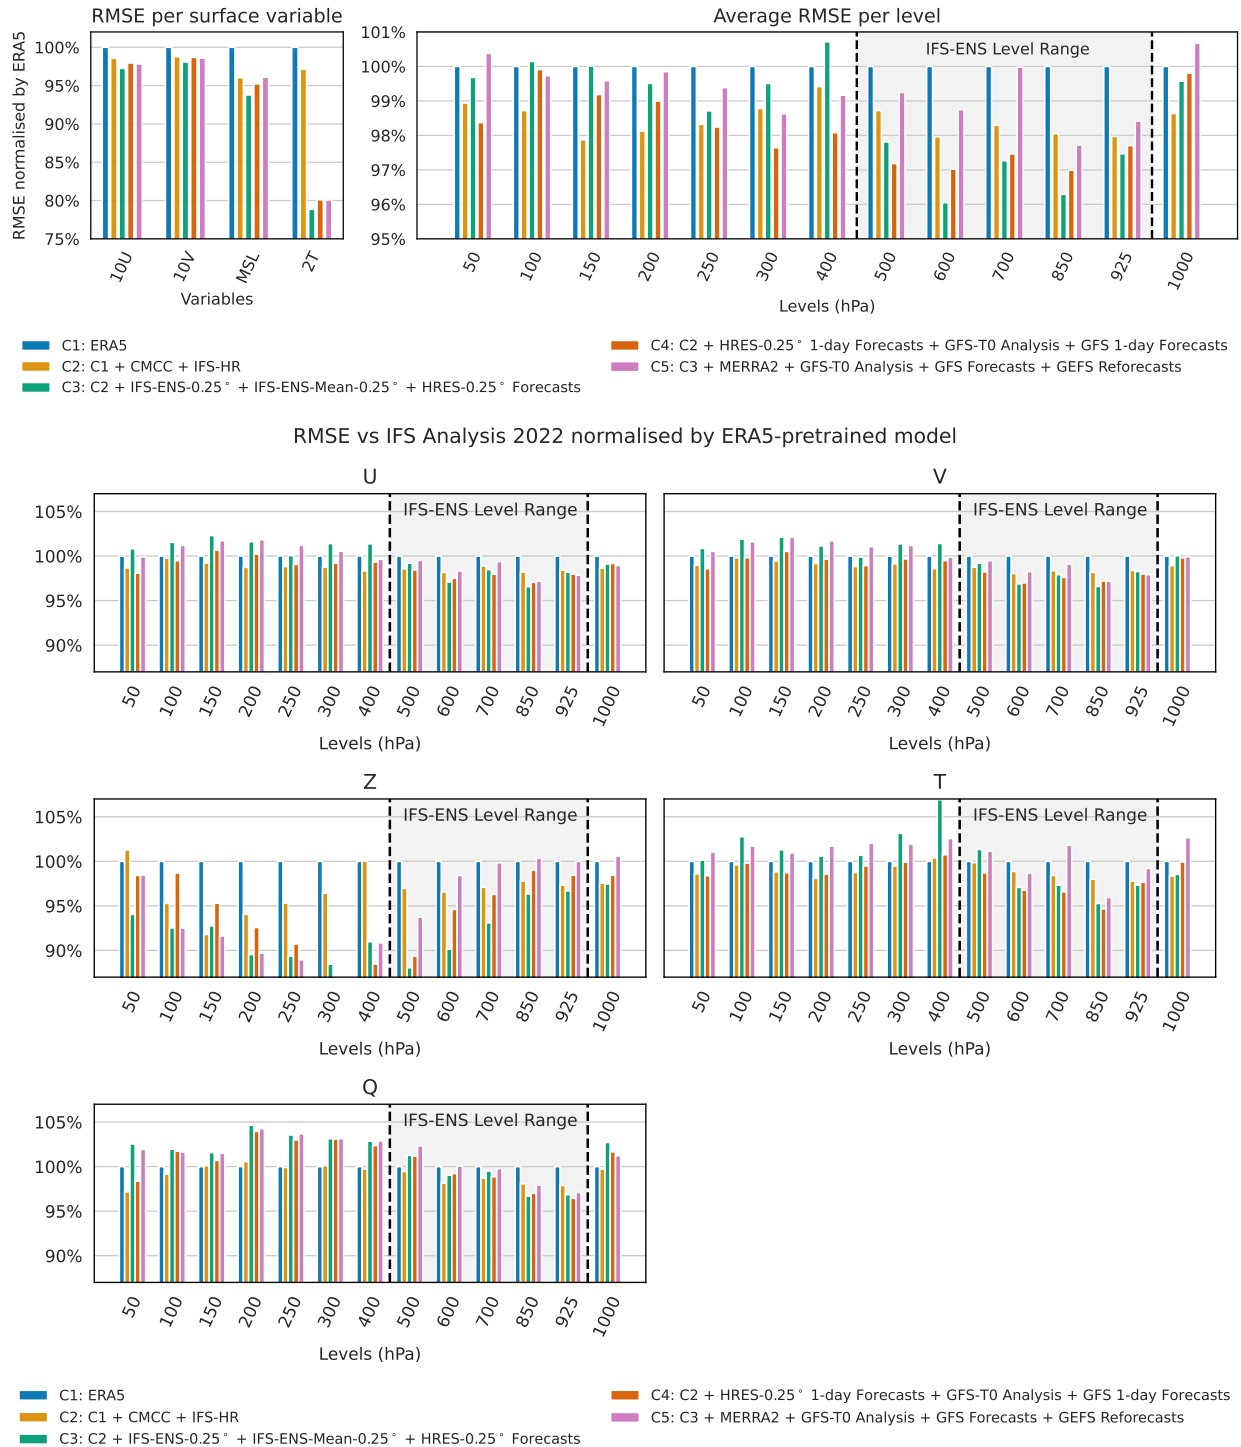 RMSE per surface variable
Average RMSE per level
RMSE normalised by ERA5
100%
95%
90%
85%
80%
75%
10U 10V MSL 2T
Variables
101%
100%
99%
98%
97%
96%
95%
IFS-ENS Level Range
50 100 150 200 250 300 400 500 600 700 850 925 1000
Levels (hPa)
C1: ERA5
C2: C1 + CMCC + IFS-HR
C3: C2 + IFS-ENS-0.25° + IFS-ENS-Mean-0.25° + HRES-0.25° Forecasts
C4: C2 + HRES-0.25° 1-day Forecasts + GFS-T0 Analysis + GFS 1-day Forecasts
C5: C3 + MERRA2 + GFS-T0 Analysis + GFS Forecasts + GEFS Reforecasts
RMSE vs IFS Analysis 2022 normalised by ERA5-pretrained model
U
105%
100%
95%
90%
IFS-ENS Level Range
50 100 150 200 250 300 400 500 600 700 850 925 1000
Levels (hPa)
V
IFS-ENS Level Range
50 100 150 200 250 300 400 500 600 700 850 925 1000
Levels (hPa)
Z
105%
100%
95%
90%
IFS-ENS Level Range
50 100 150 200 250 300 400 500 600 700 850 925 1000
Levels (hPa)
T
IFS-ENS Level Range
50 100 150 200 250 300 400 500 600 700 850 925 1000
Levels (hPa)
Q
105%
100%
95%
90%
IFS-ENS Level Range
50 100 150 200 250 300 400 500 600 700 850 925 1000
Levels (hPa)
C1: ERA5
C2: C1 + CMCC + IFS-HR
C3: C2 + IFS-ENS-0.25° + IFS-ENS-Mean-0.25° + HRES-0.25° Forecasts
C4: C2 + HRES-0.25° 1-day Forecasts + GFS-T0 Analysis + GFS 1-day Forecasts
C5: C3 + MERRA2 + GFS-T0 Analysis + GFS Forecasts + GEFS Reforecasts